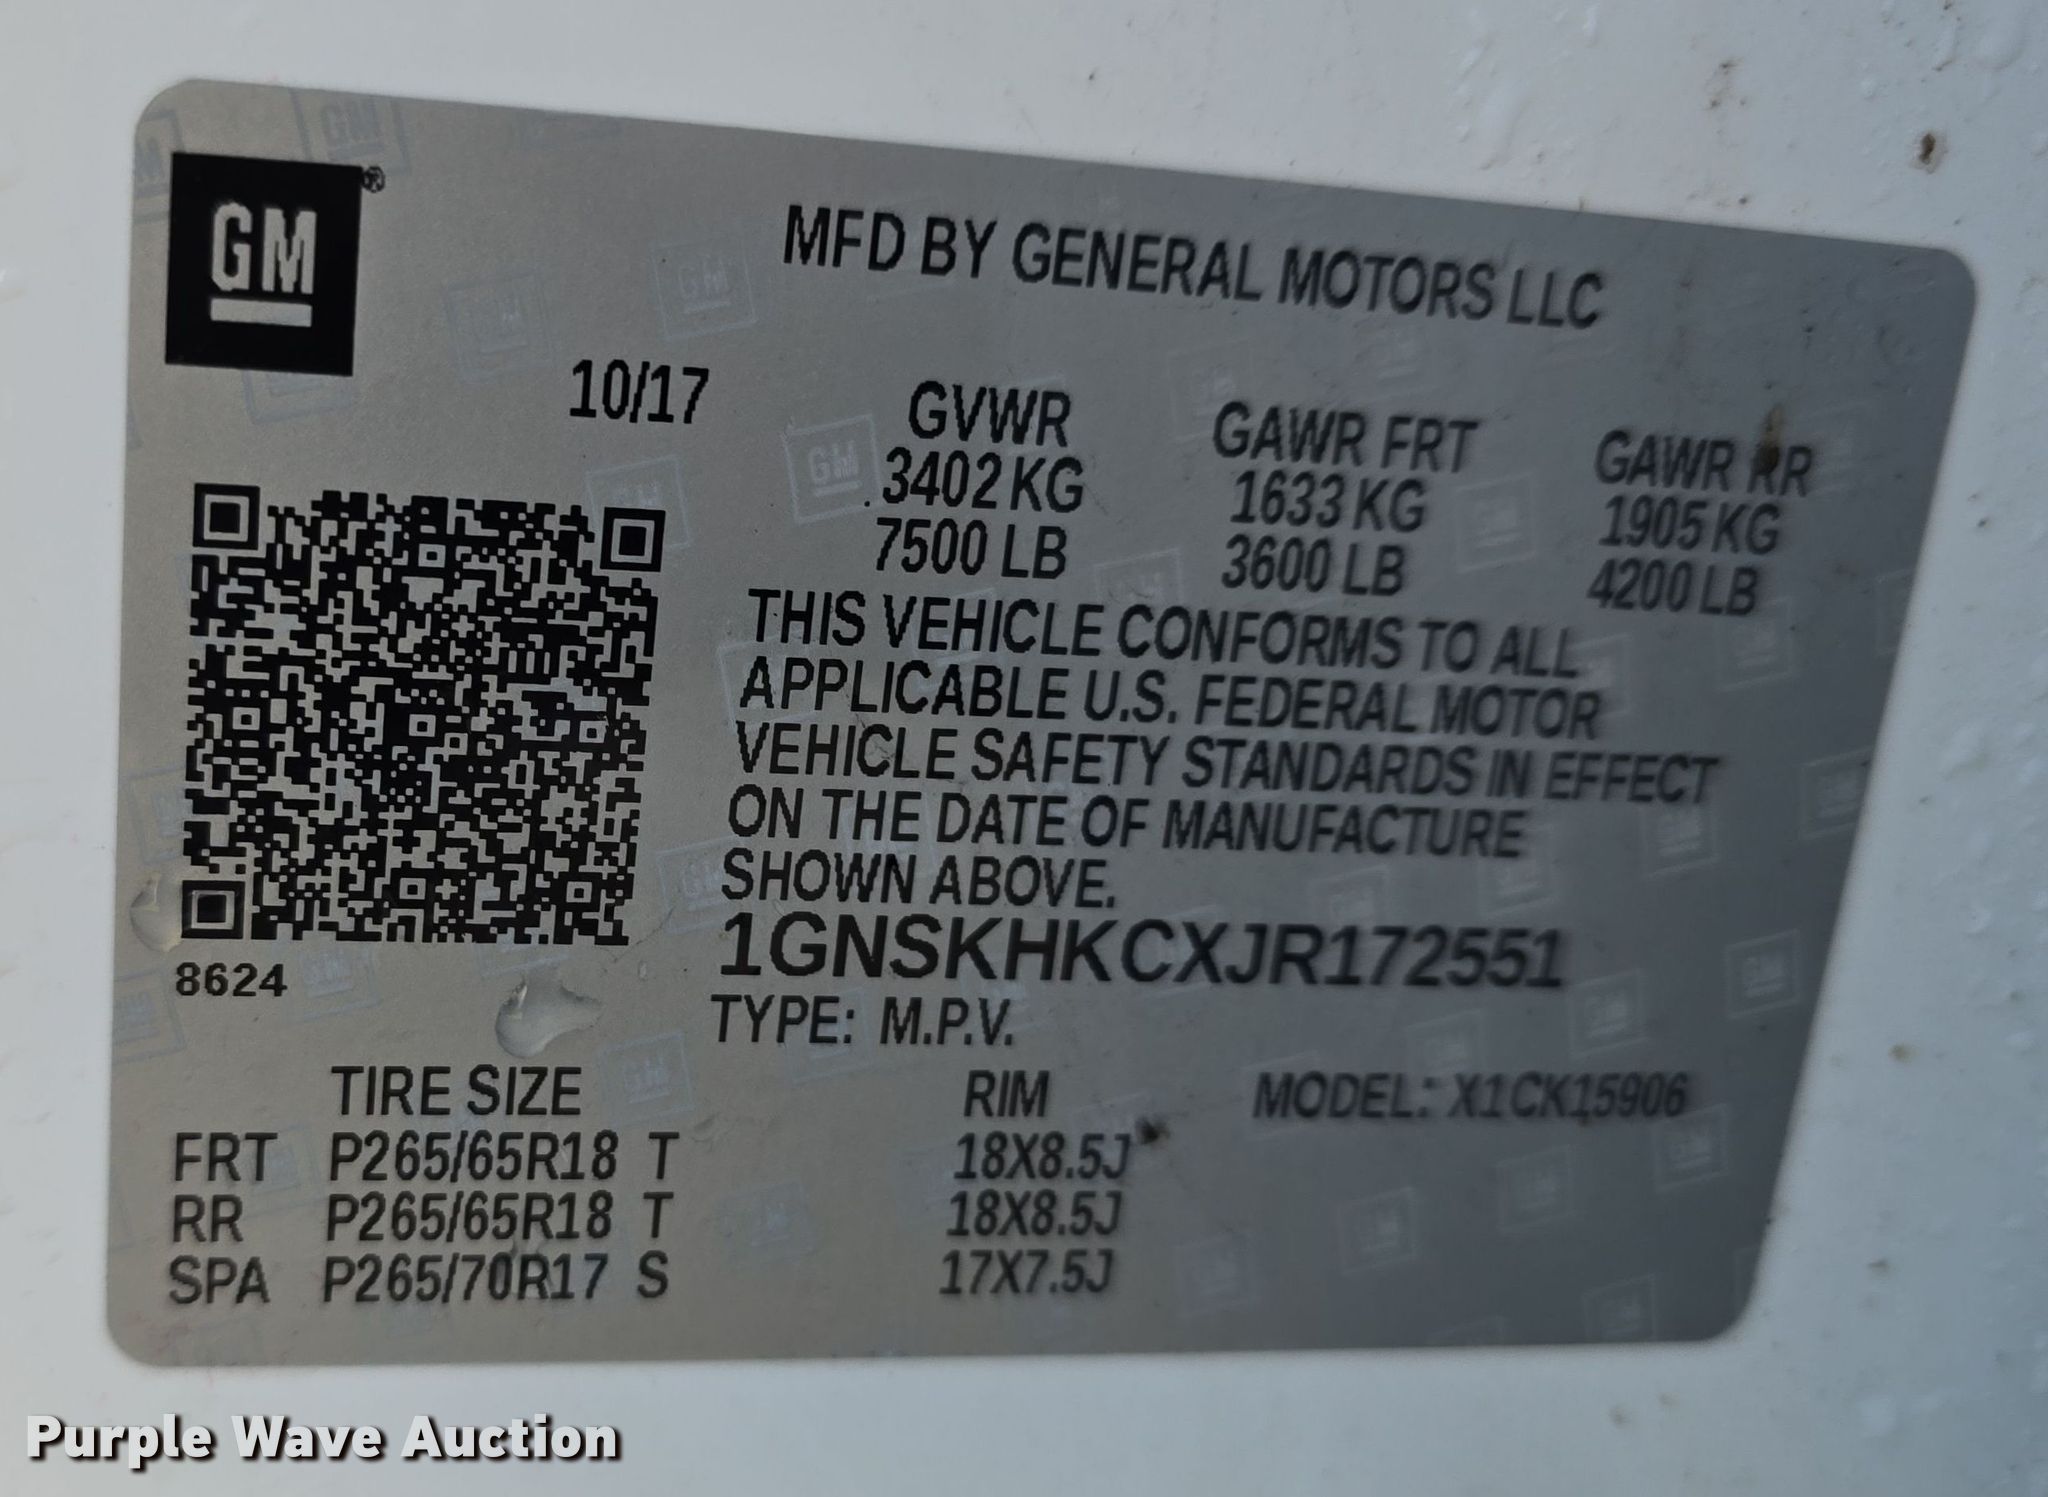 GM®
MFD BY GENERAL MOTORS LLC
10/17
GVWR GAWR FRT GAWR RR
3402 KG 1633 KG 1905 KG
7500 LB 3600 LB 4200 LB
THIS VEHICLE CONFORMS TO ALL
APPLICABLE U.S. FEDERAL MOTOR
VEHICLE SAFETY STANDARDS IN EFFECT
ON THE DATE OF MANUFACTURE
SHOWN ABOVE.
1GNSKHKCXJR172551
8624
TYPE: M.P.V.
TIRE SIZE RIM MODEL: X1CK15906
FRT P265/65R18 T 18X8.5J
RR P265/65R18 T 18X8.5J
SPA P265/70R17 S 17X7.5J
Purple Wave Auction